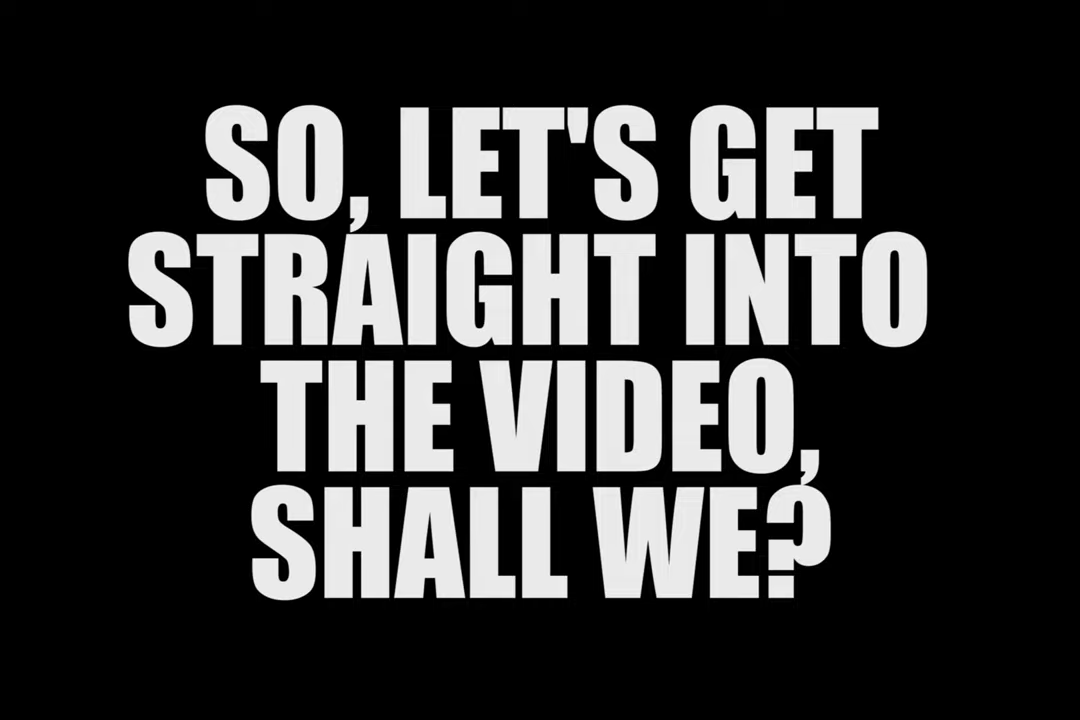 SO, LET'S GET
STRAIGHT INTO
THE VIDEO,
SHALL WE?